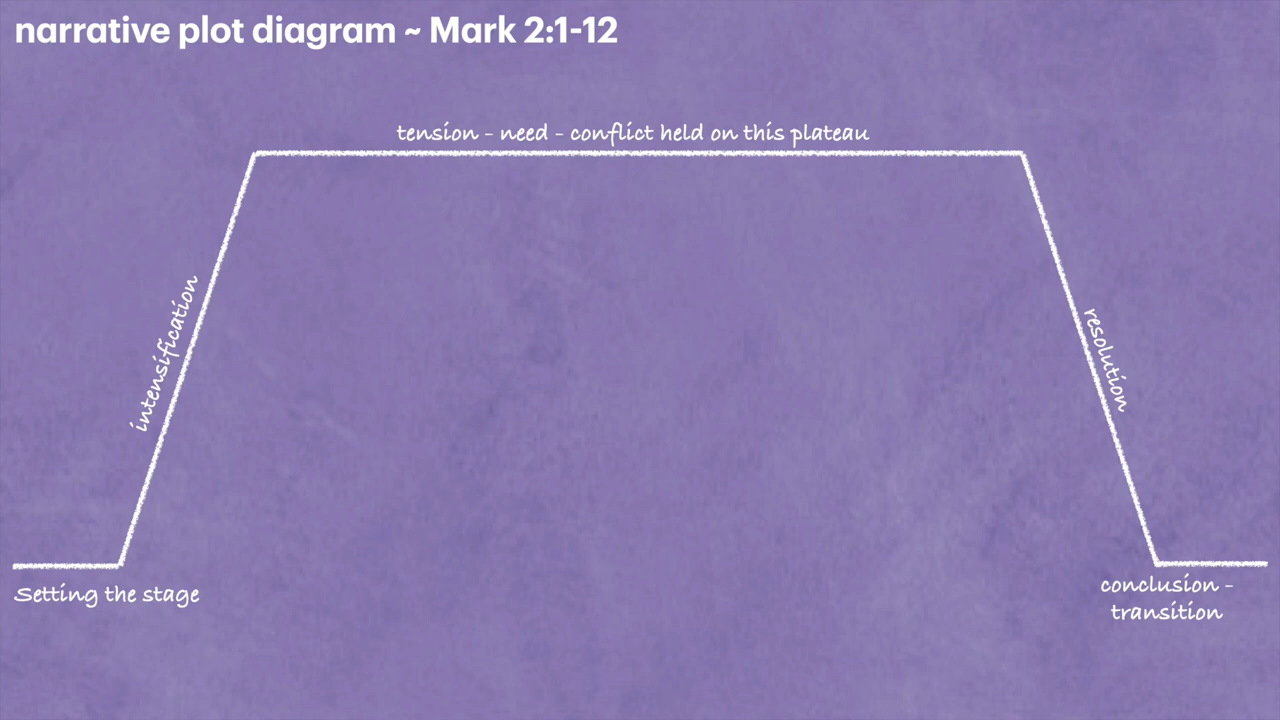 narrative plot diagram ~ Mark 2:1-12
tension - need - conflict held on this plateau
intensification
resolution
Setting the stage
conclusion -
transition